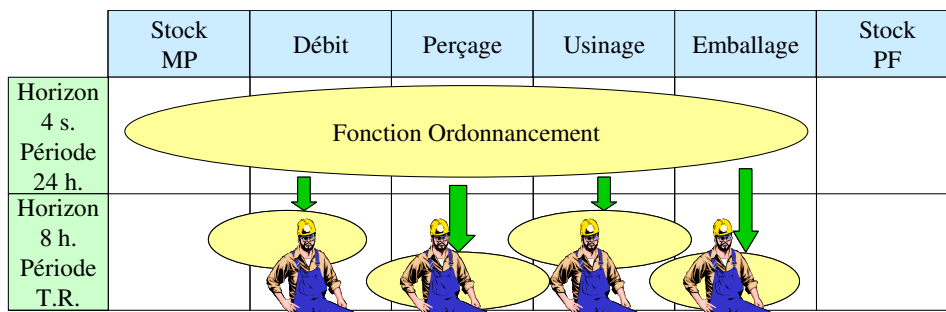 Stock
MP
Débit
Perçage
Usinage
Emballage
Stock
PF
Horizon
4 s.
Période
24 h.
Fonction Ordonnancement
Horizon
8 h.
Période
T.R.